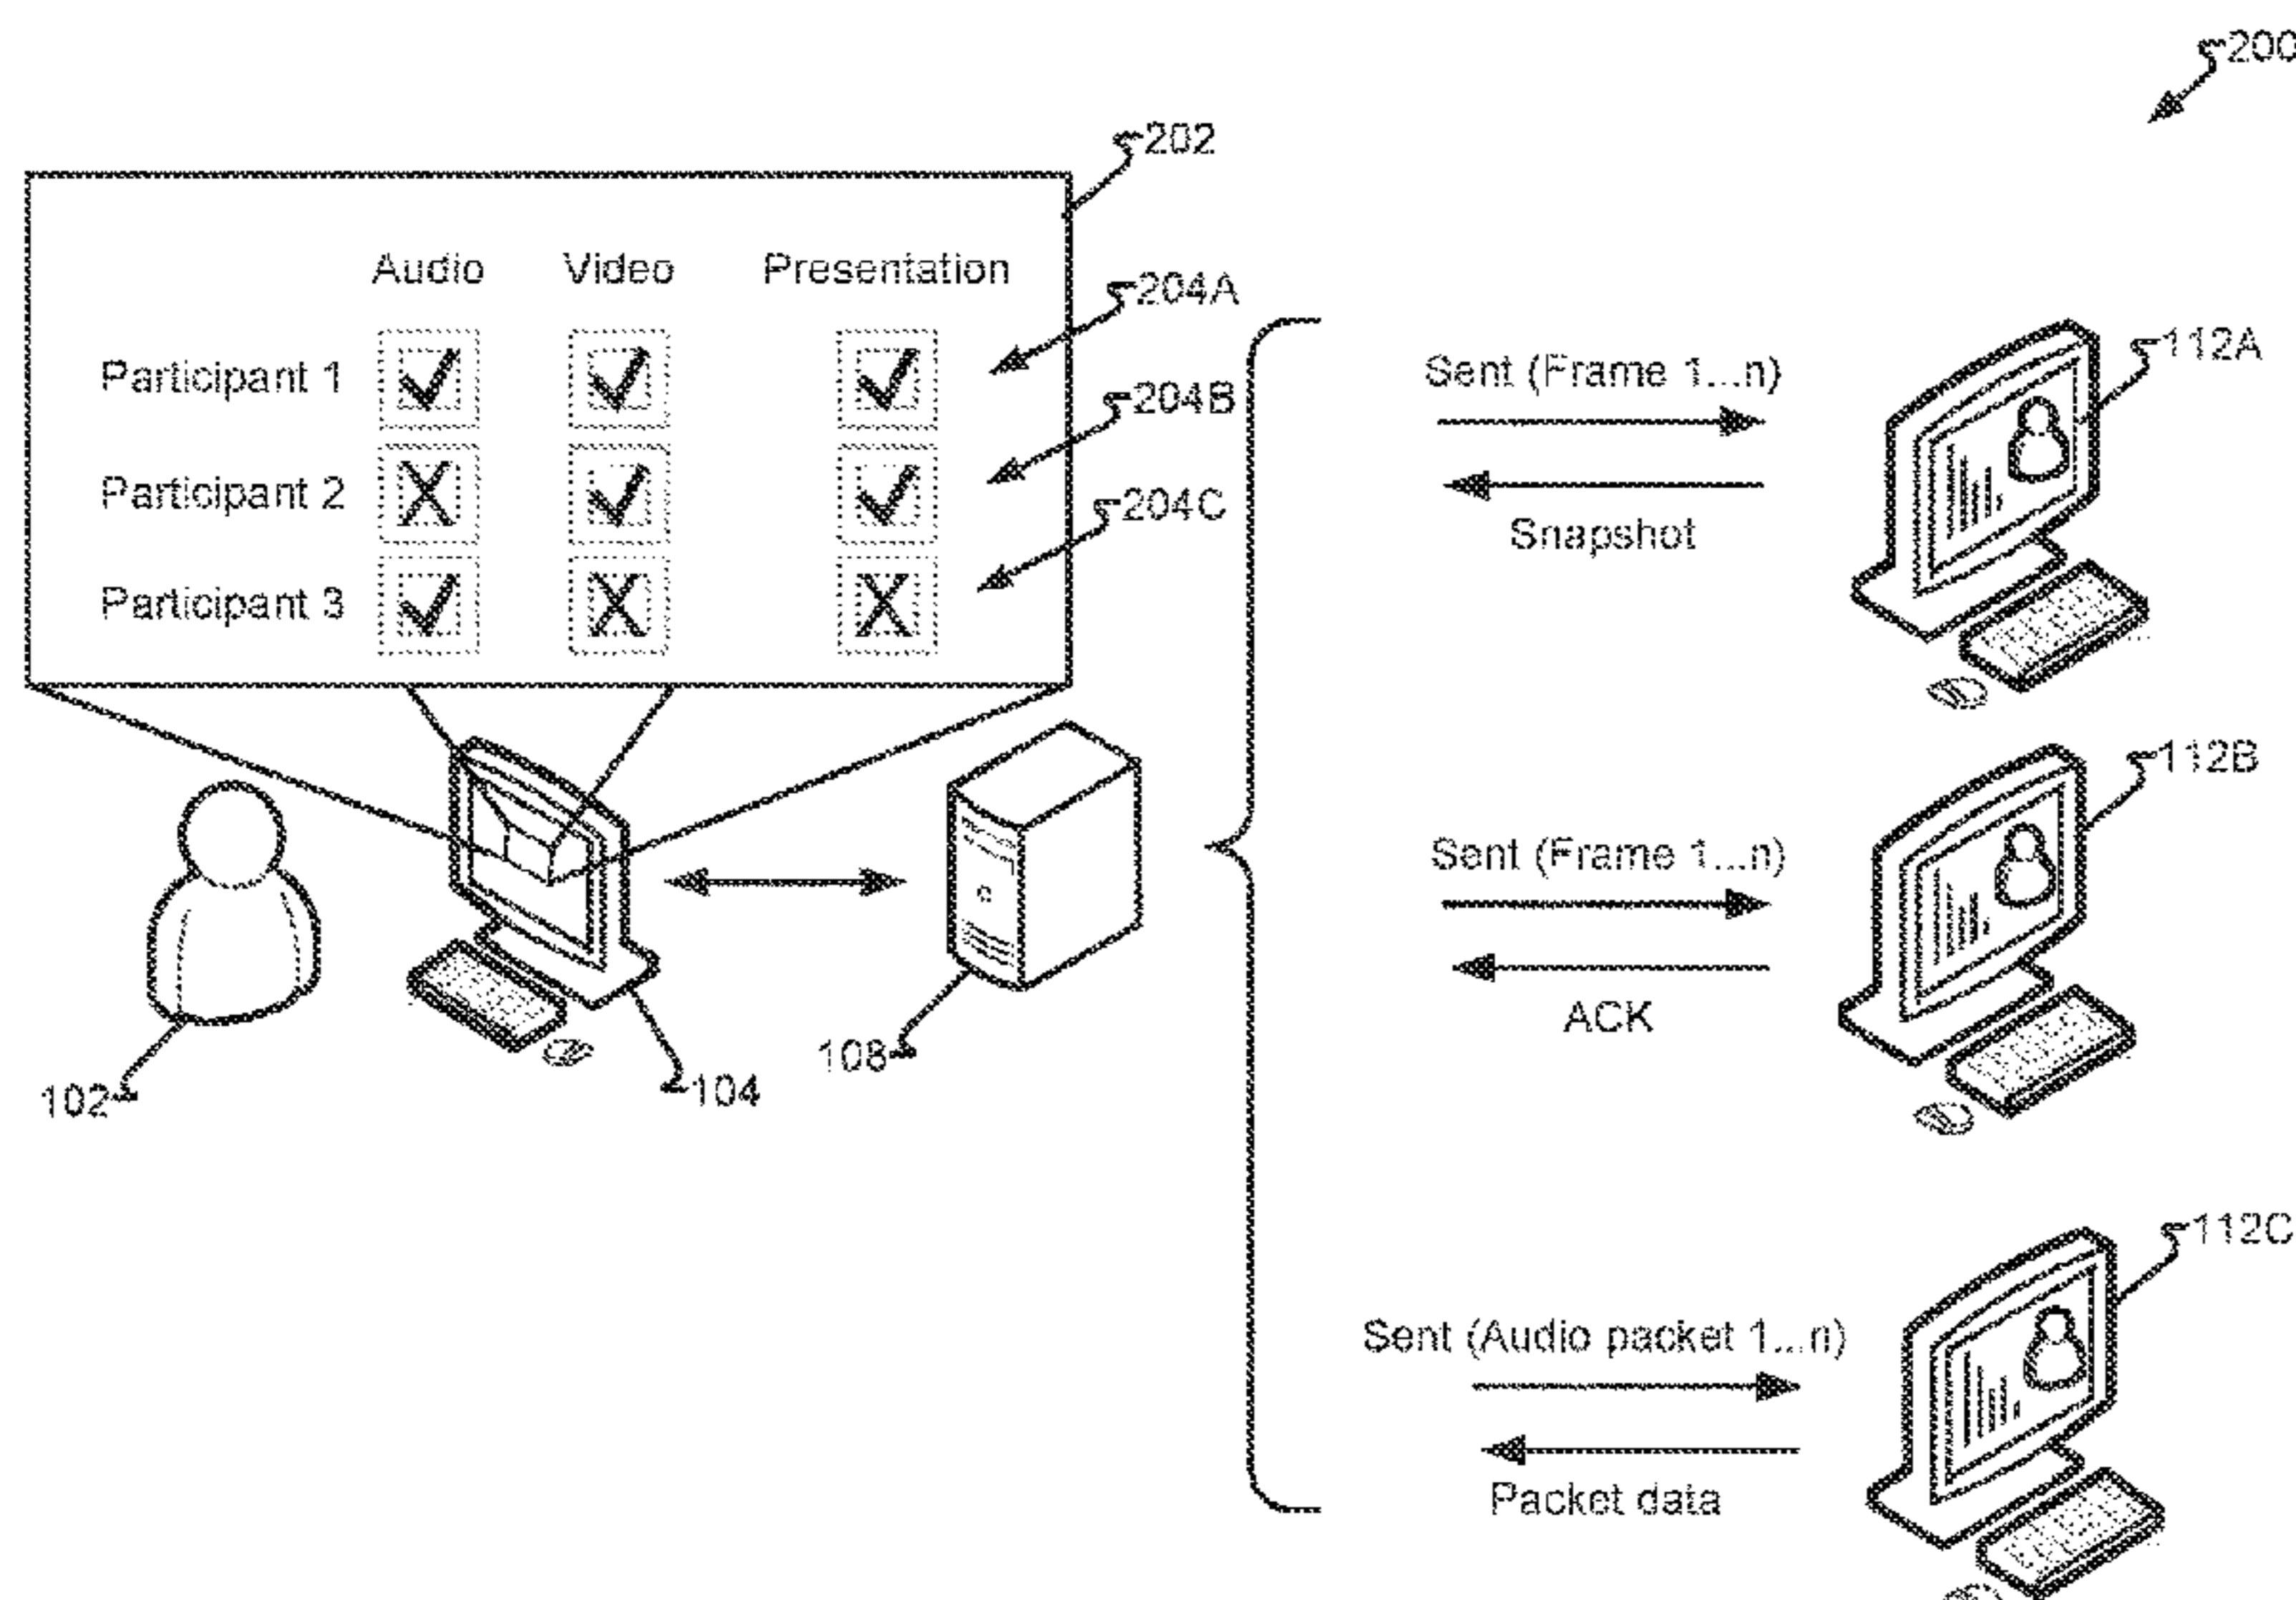 200
202
Audio Video Presentation
204A
Participant 1
204B
Participant 2
204C
Participant 3
Sent (Frame 1...n)
112A
Snapshot
Sent (Frame 1...n)
112B
ACK
102
104
108
Sent (Audio packet 1...n)
112C
Packet data